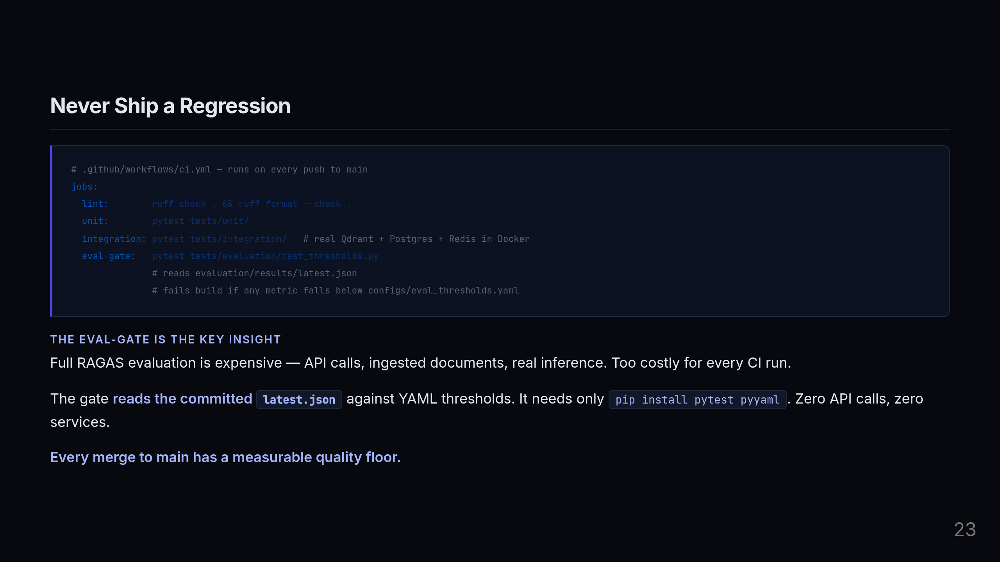 Never Ship a Regression
# .github/workflows/ci.yml — runs on every push to main
jobs:
  lint:        ruff check . && ruff format --check .
  unit:        pytest tests/unit/
  integration: pytest tests/integration/   # real Qdrant + Postgres + Redis in Docker
  eval-gate:   pytest tests/evaluation/test_thresholds.py
               # reads evaluation/results/latest.json
               # fails build if any metric falls below configs/eval_thresholds.yaml
THE EVAL-GATE IS THE KEY INSIGHT
Full RAGAS evaluation is expensive — API calls, ingested documents, real inference. Too costly for every CI run.
The gate reads the committed latest.json against YAML thresholds. It needs only pip install pytest pyyaml. Zero API calls, zero
services.
Every merge to main has a measurable quality floor.
23